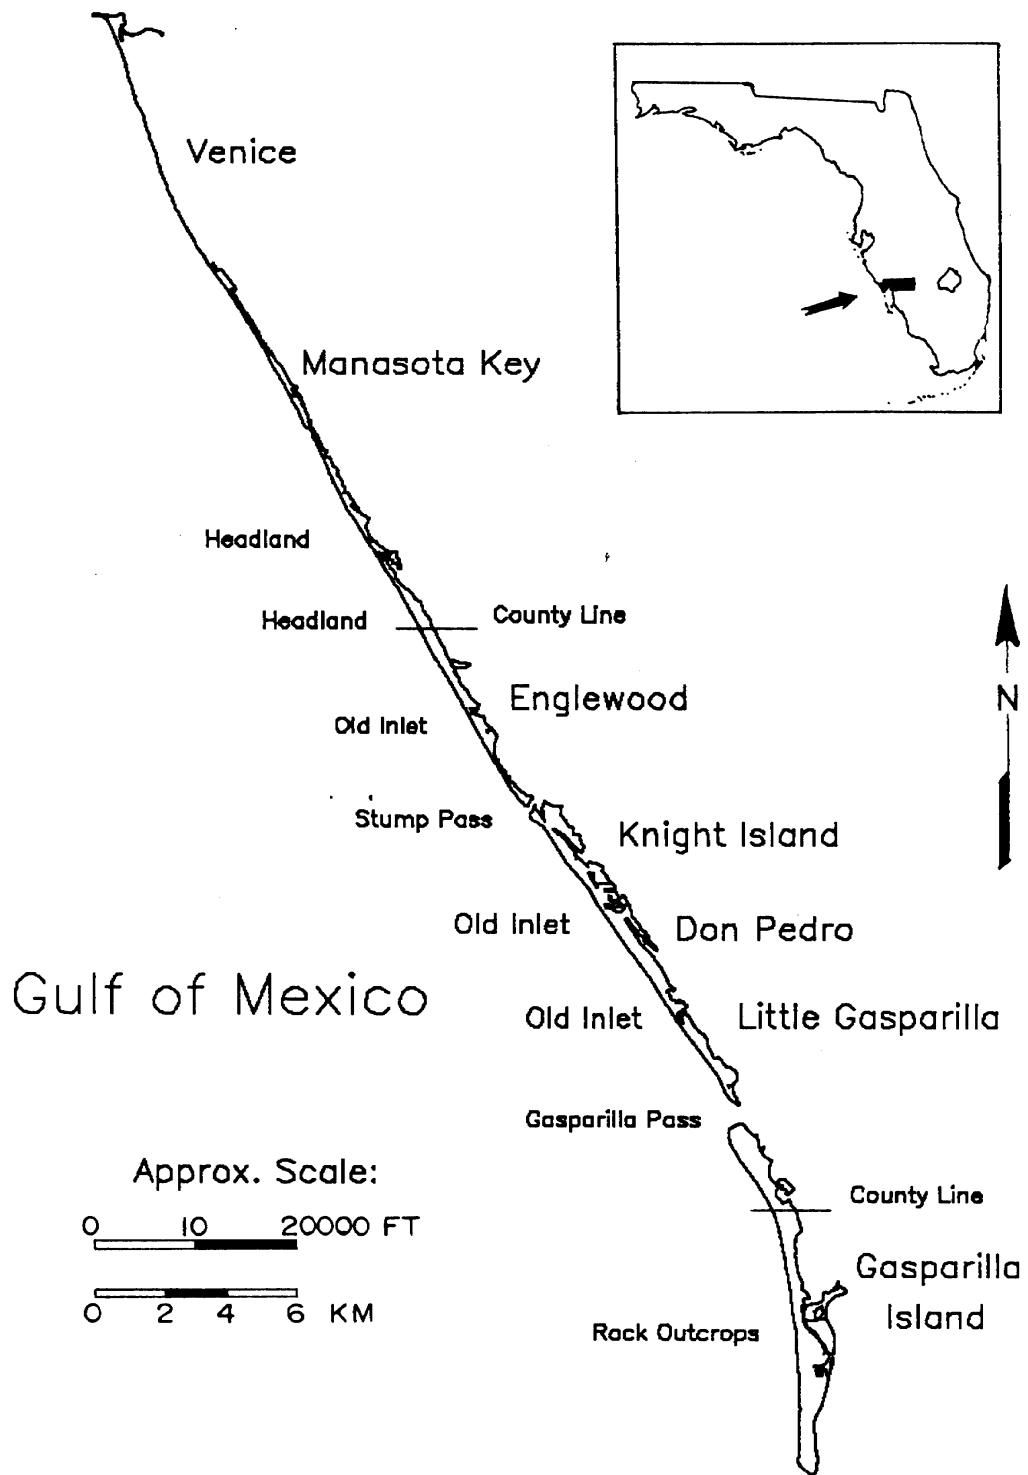 Venice
Manasota Key
Headland
Headland
County Line
N
Englewood
Old Inlet
Stump Pass
Knight Island
Old Inlet
Don Pedro
Gulf of Mexico
Old Inlet
Little Gasparilla
Gasparilla Pass
Approx. Scale:
County Line
0 10 20000 FT
Gasparilla
Island
0 2 4 6 KM
Rock Outcrops